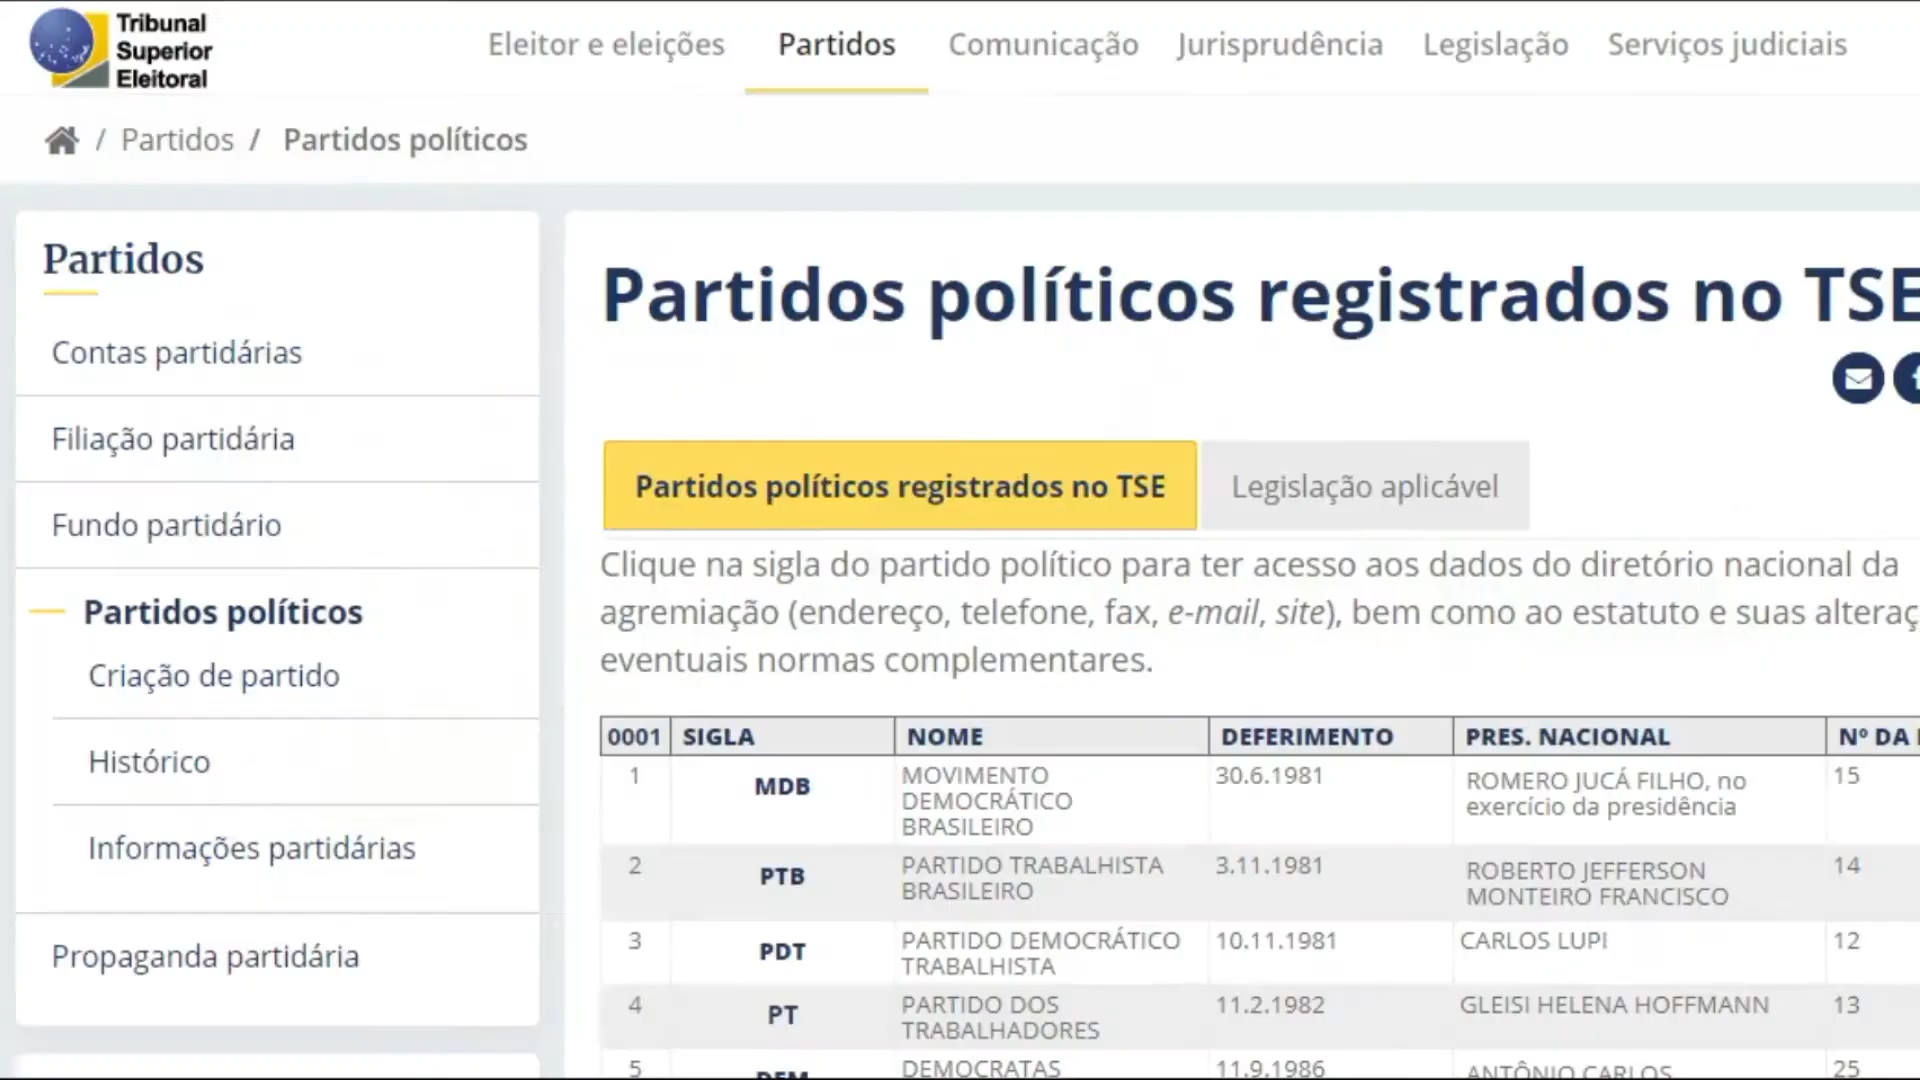 Tribunal
Superior
Eleitoral
Eleitor e eleições Partidos Comunicação Jurisprudência Legislação Serviços judiciais
/ Partidos / Partidos políticos
Partidos
Contas partidárias
Filiação partidária
Fundo partidário
Partidos políticos
Criação de partido
Histórico
Informações partidárias
Propaganda partidária
Partidos políticos registrados no TSE
Partidos políticos registrados no TSE Legislação aplicável
Clique na sigla do partido político para ter acesso aos dados do diretório nacional da
agremiação (endereço, telefone, fax, e-mail, site), bem como ao estatuto e suas alteraç
eventuais normas complementares.
0001 SIGLA NOME DEFERIMENTO PRES. NACIONAL Nº DA
1 MDB MOVIMENTO DEMOCRÁTICO BRASILEIRO 30.6.1981 ROMERO JUCÁ FILHO, no exercício da presidência 15
2 PTB PARTIDO TRABALHISTA BRASILEIRO 3.11.1981 ROBERTO JEFFERSON MONTEIRO FRANCISCO 14
3 PDT PARTIDO DEMOCRÁTICO TRABALHISTA 10.11.1981 CARLOS LUPI 12
4 PT PARTIDO DOS TRABALHADORES 11.2.1982 GLEISI HELENA HOFFMANN 13
5 DEM DEMOCRATAS 11.9.1986 ANTÔNIO CARLOS 25